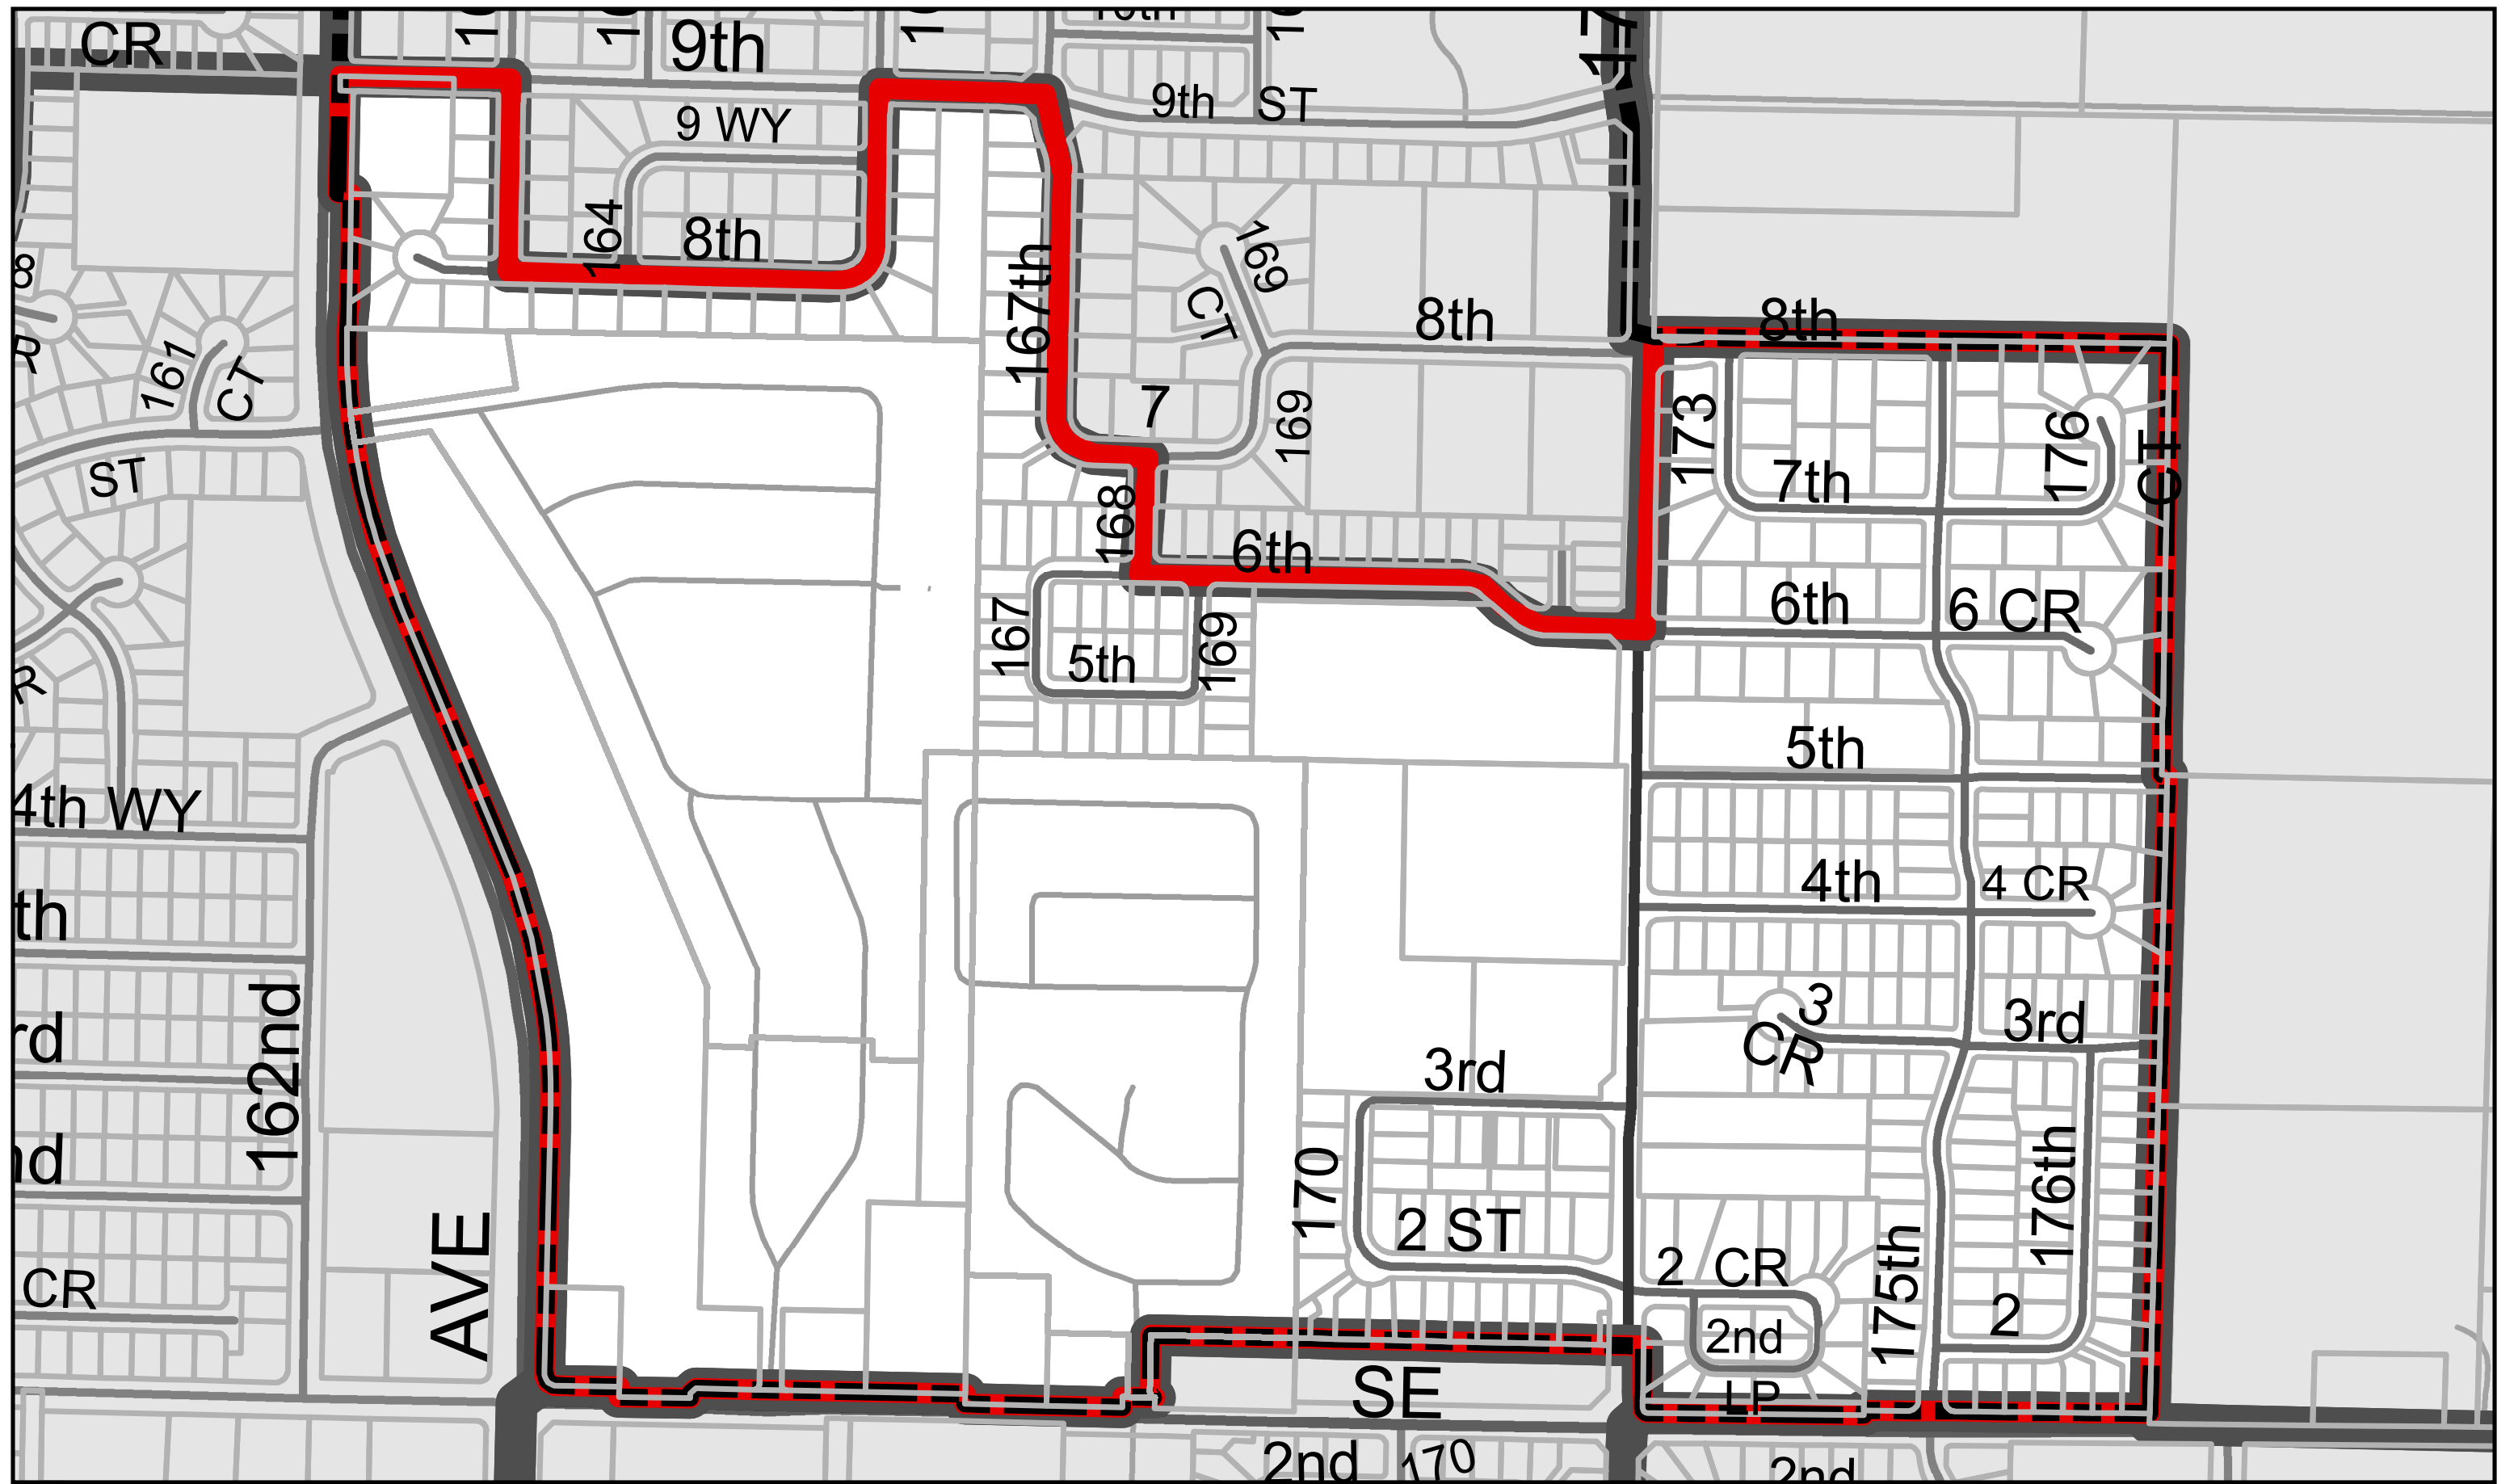 CR
9th
9 WY
9th ST
164
8th
167th
169
CT
8th
8th
161
CT
7
169
173
7th
176
CT
ST
168
6th
6th
6 CR
167
5th
169
5th
4th WY
4th
4 CR
th
3
CR
3rd
rd
162nd
3rd
nd
170
2 ST
176th
AVE
2 CR
175th
2
CR
2nd
LP
SE
2nd
170
2nd